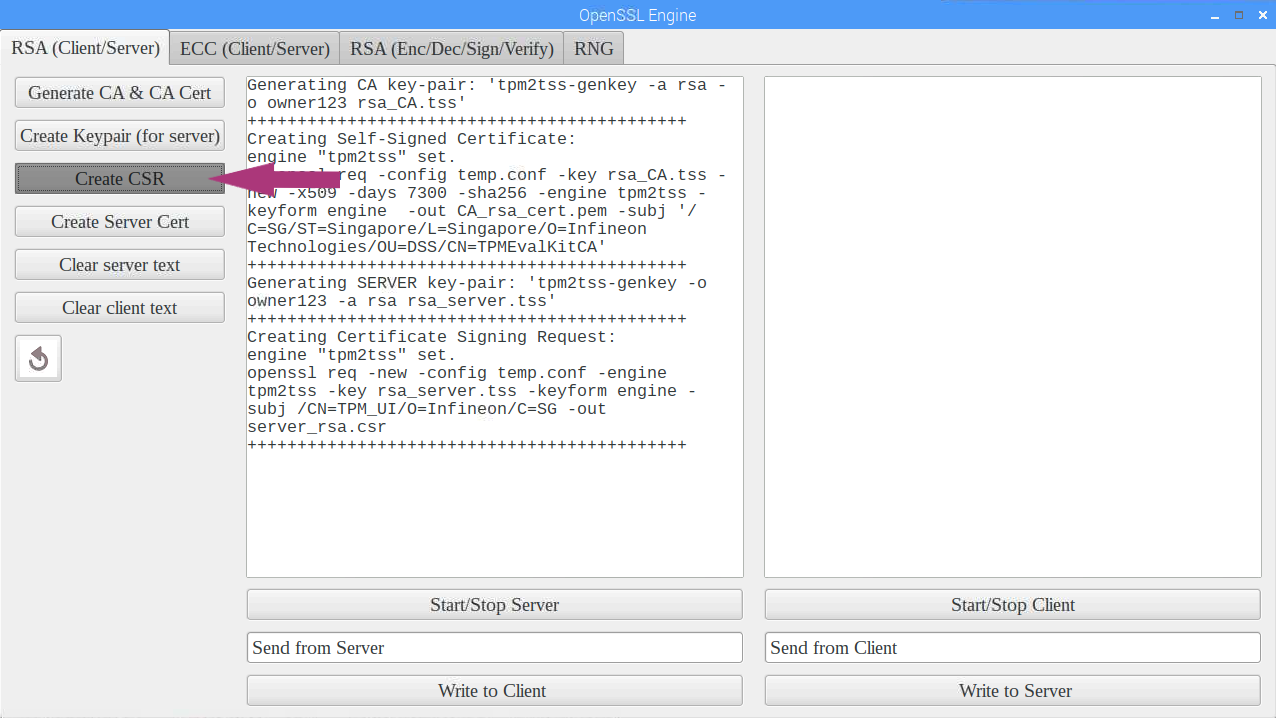 OpenSSL Engine
RSA (Client/Server)
ECC (Client/Server)
RSA (Enc/Dec/Sign/Verify)
RNG
Generate CA & CA Cert
Create Keypair (for server)
Create CSR
Create Server Cert
Clear server text
Clear client text
Generating CA key-pair: 'tpm2tss-genkey -a rsa -
o owner123 rsa_CA.tss'
++++++++++++++++++++++++++++++++++++++++++++
Creating Self-Signed Certificate:
engine "tpm2tss" set.
req -config temp.conf -key rsa_CA.tss -
new -x509 -days 7300 -sha256 -engine tpm2tss -
keyform engine  -out CA_rsa_cert.pem -subj '/
C=SG/ST=Singapore/L=Singapore/O=Infineon
Technologies/OU=DSS/CN=TPMEvalKitCA'
++++++++++++++++++++++++++++++++++++++++++++
Generating SERVER key-pair: 'tpm2tss-genkey -o
owner123 -a rsa rsa_server.tss'
++++++++++++++++++++++++++++++++++++++++++++
Creating Certificate Signing Request:
engine "tpm2tss" set.
openssl req -new -config temp.conf -engine
tpm2tss -key rsa_server.tss -keyform engine -
subj /CN=TPM_UI/O=Infineon/C=SG -out
server_rsa.csr
++++++++++++++++++++++++++++++++++++++++++++
Start/Stop Server
Send from Server
Write to Client
Start/Stop Client
Send from Client
Write to Server